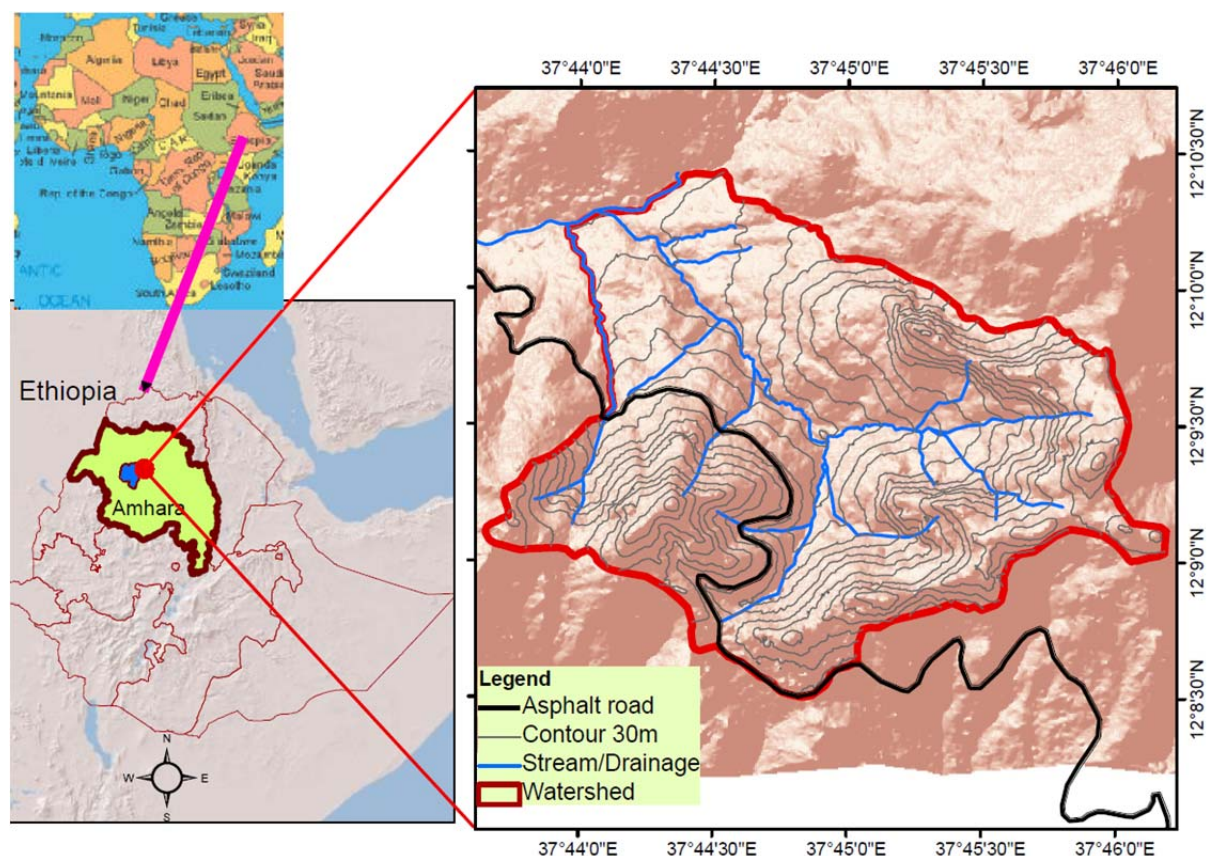 Tunisia
Algeria
Libya
Egypt
Saudi
Mali
Niger
Chad
Eritrea
Sudan
Nigeria
Togo
Uganda
Kenya
Rep. of the Congo
Angola
Zambia
Malawi
Namibia
South Africa
Swaziland
Lesotho
ANTIC
OCEAN
Ethiopia
Amhara
N
W
E
S
37°44'0"E 37°44'30"E 37°45'0"E 37°45'30"E 37°46'0"E
12°10'30"N
12°10'0"N
12°9'30"N
12°9'0"N
12°8'30"N
Legend
Asphalt road
Contour 30m
Stream/Drainage
Watershed
37°44'0"E 37°44'30"E 37°45'0"E 37°45'30"E 37°46'0"E